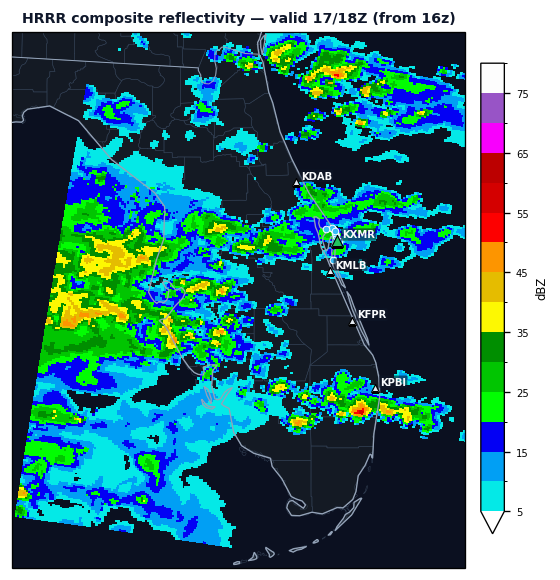 HRRR composite reflectivity — valid 17/18Z (from 16z)
KDAB
KXMR
KMLB
KFPR
KPBI
75
65
55
45
35
25
15
5
dBZ